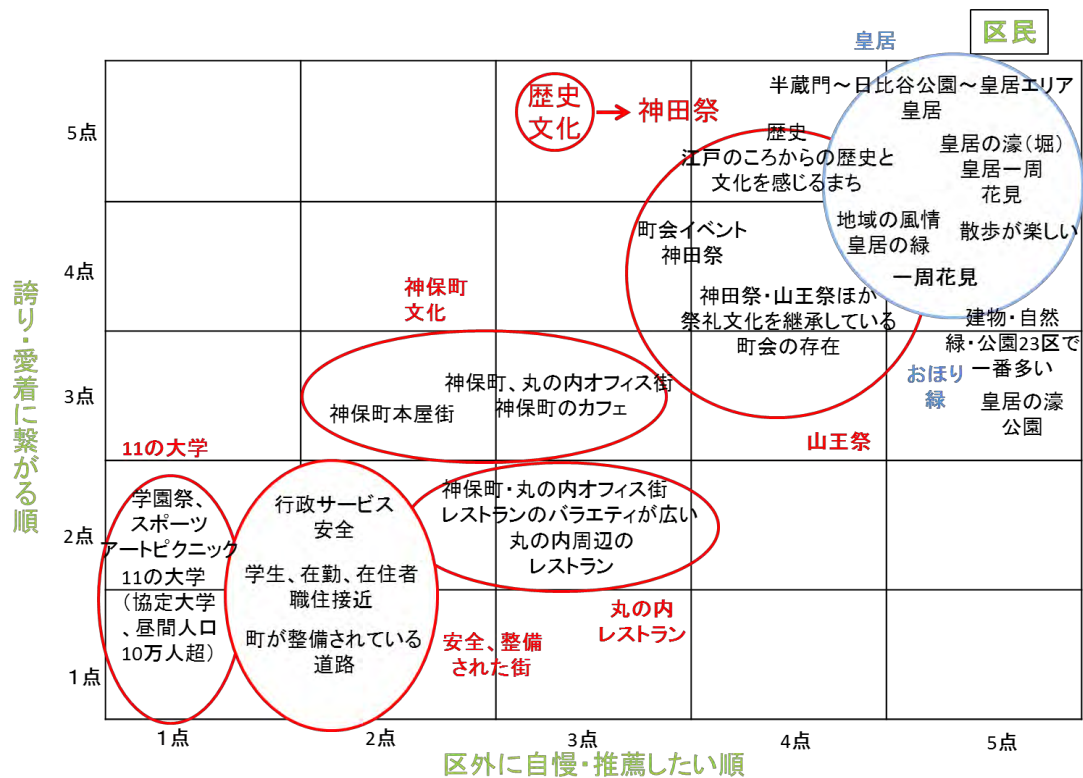 区民
皇居
半蔵門～日比谷公園～皇居エリア
皇居
歴史
文化
→
神田祭
5点
歴史
江戸のころからの歴史と
文化を感じるまち
皇居の濠（堀）
皇居一周
花見
地域の風情
皇居の緑
散歩が楽しい
一周花見
町会イベント
神田祭
4点
神田祭・山王祭ほか
祭礼文化を継承している
町会の存在
建物・自然
緑・公園23区で
一番多い
皇居の濠
公園
おほり
緑
山王祭
誇り・愛着に繋がる順
神保町
文化
3点
神保町、丸の内オフィス街
神保町のカフェ
神保町本屋街
11の大学
2点
学園祭、
スポーツ
アートピクニック
11の大学
（協定大学
、昼間人口
10万人超）
行政サービス
安全
学生、在勤、在住者
職住接近
町が整備されている
道路
神保町・丸の内オフィス街
レストランのバラエティが広い
丸の内周辺の
レストラン
丸の内
レストラン
安全、整備
された街
1点
1点
2点
3点
4点
5点
区外に自慢・推薦したい順